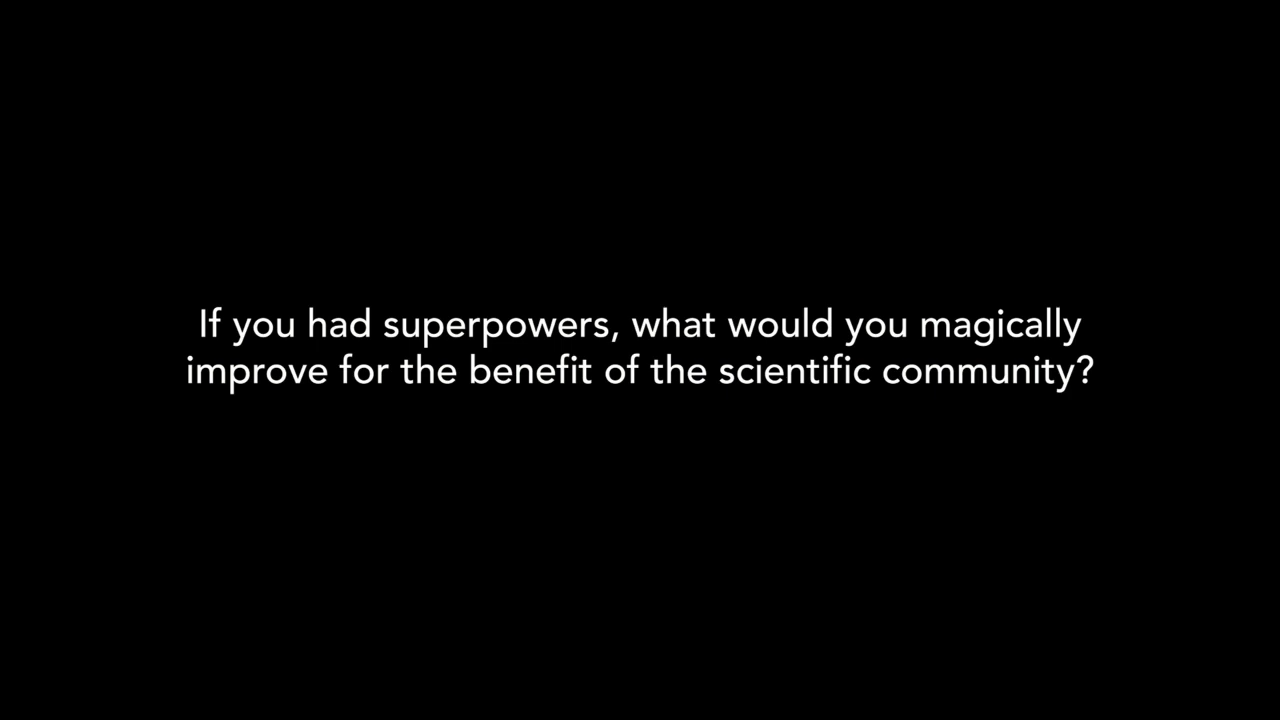 If you had superpowers, what would you magically
improve for the benefit of the scientific community?